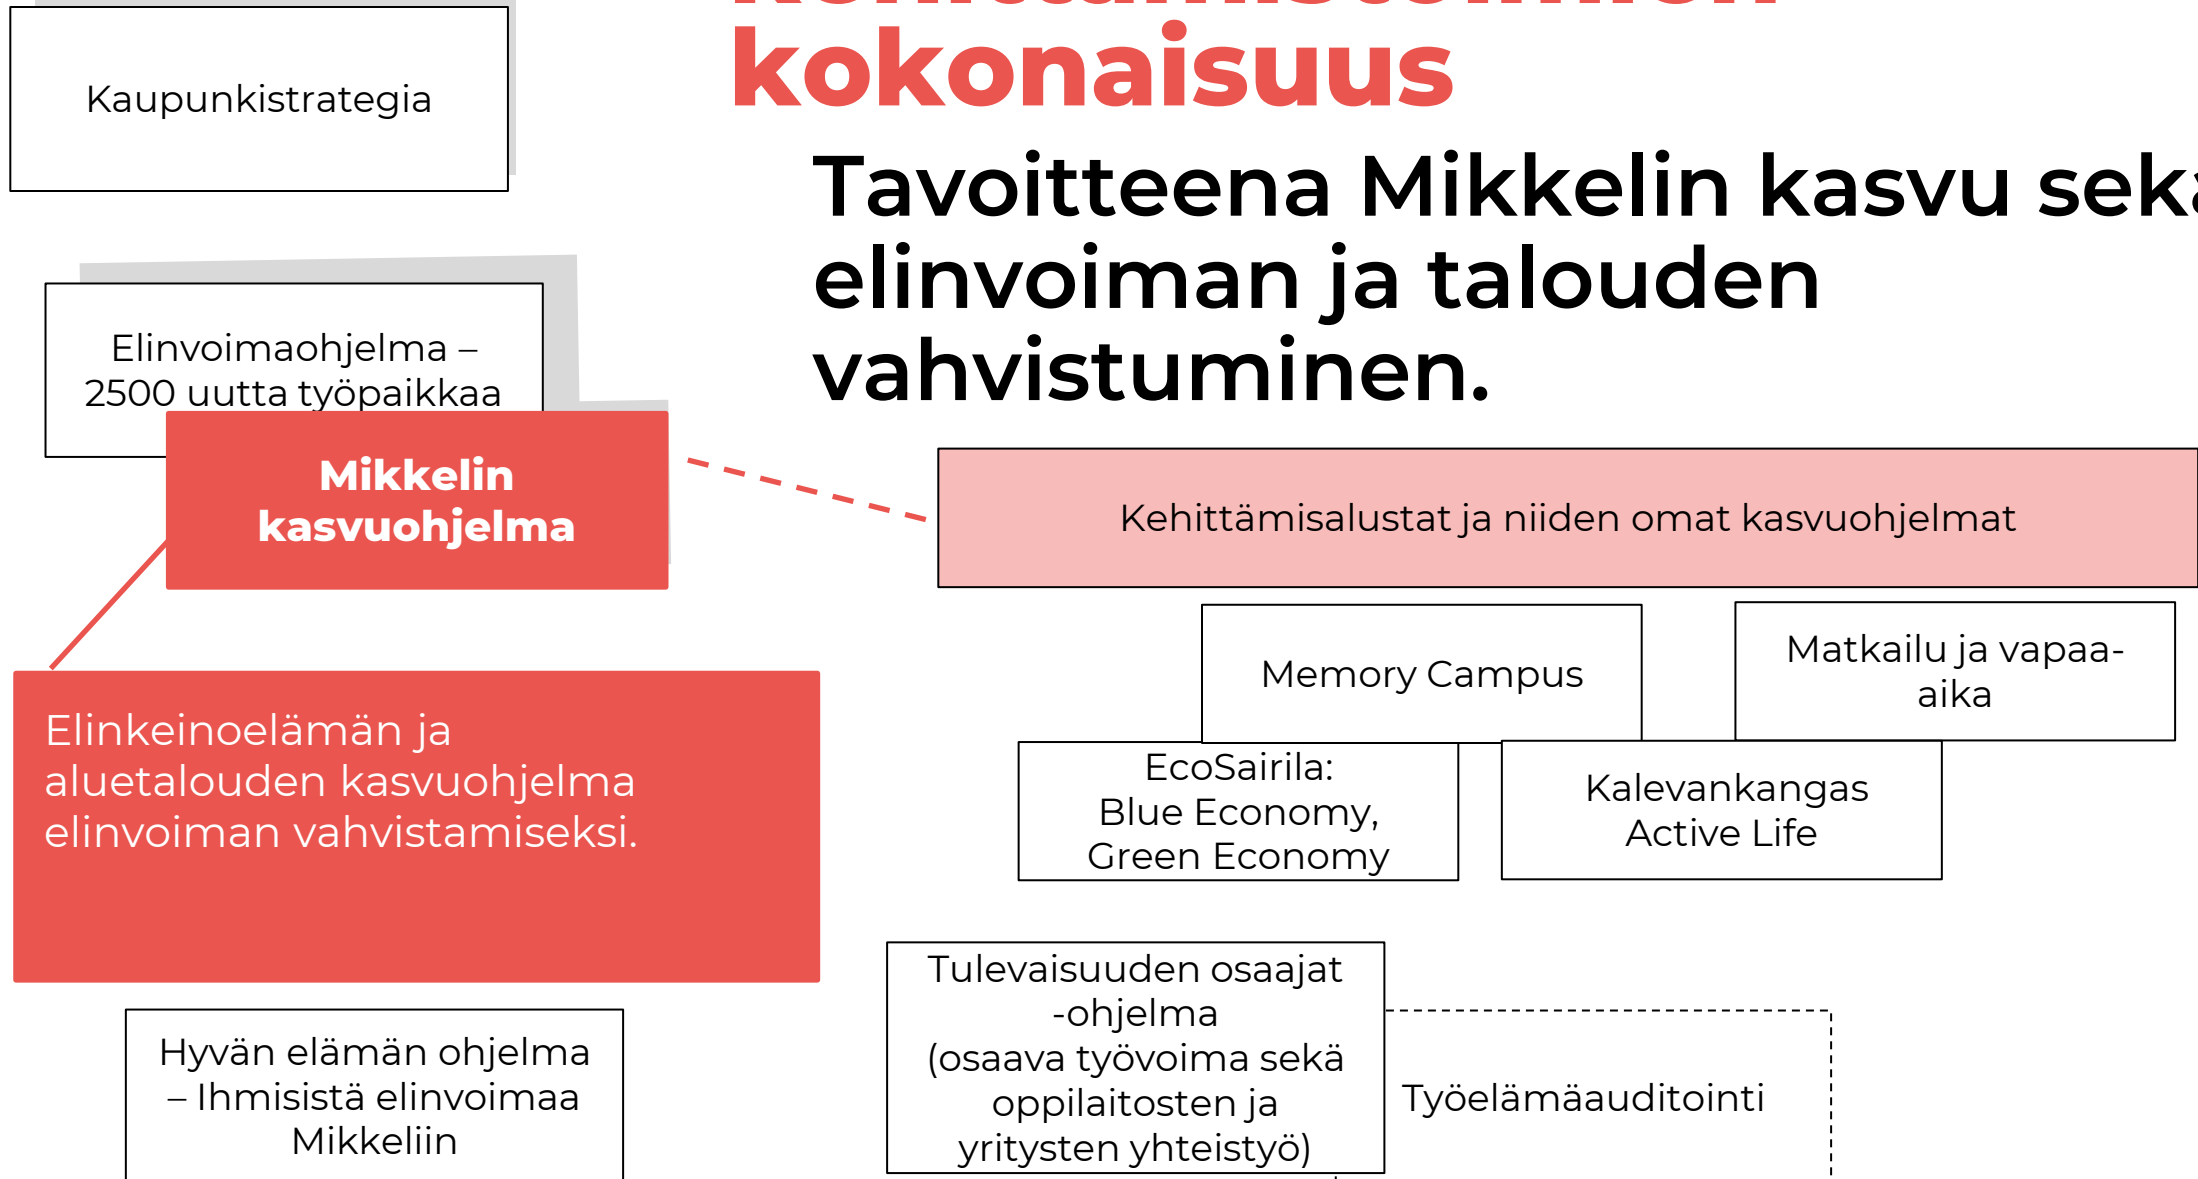 kokonaisuus
Kaupunkistrategia
Tavoitteena Mikkelin kasvu sekä
elinvoiman ja talouden
vahvistuminen.
Elinvoimaohjelma –
2500 uutta työpaikkaa
Mikkelin
kasvuohjelma
Kehittämisalustat ja niiden omat kasvuohjelmat
Memory Campus
Matkailu ja vapaa-
aika
EcoSairila:
Blue Economy,
Green Economy
Kalevankangas
Active Life
Elinkeinoelämän ja
aluetalouden kasvuohjelma
elinvoiman vahvistamiseksi.
Tulevaisuuden osaajat
-ohjelma
(osaava työvoima sekä
oppilaitosten ja
yritysten yhteistyö)
Työelämäauditointi
Hyvän elämän ohjelma
– Ihmisistä elinvoimaa
Mikkeliin